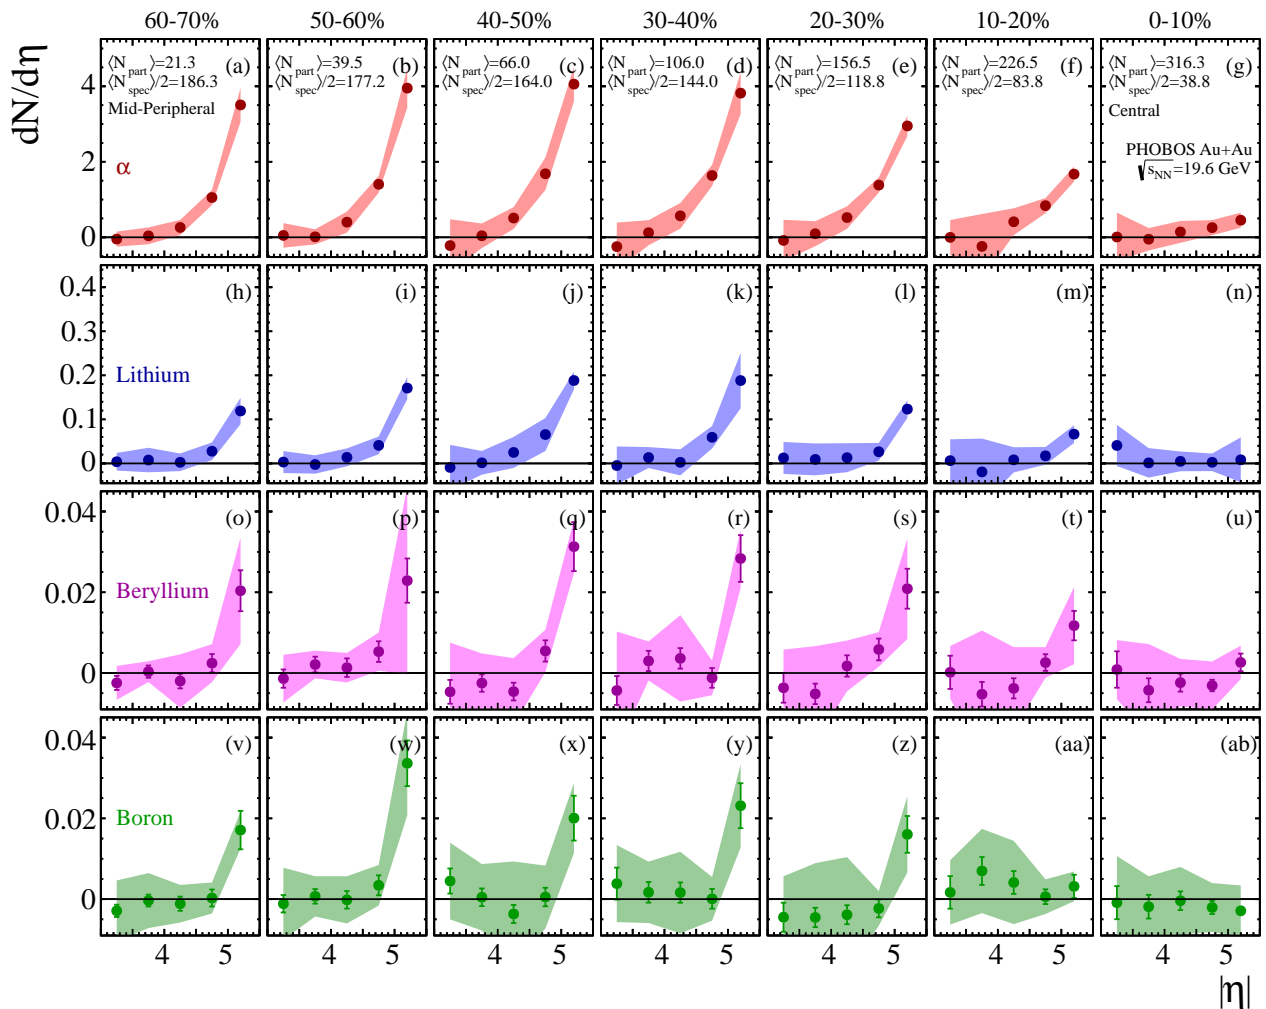 60-70% 50-60% 40-50% 30-40% 20-30% 10-20% 0-10%
dN/dη
⟨N_part⟩=21.3 (a) ⟨N_part⟩=39.5 (b) ⟨N_part⟩=66.0 (c) ⟨N_part⟩=106.0 (d) ⟨N_part⟩=156.5 (e) ⟨N_part⟩=226.5 (f) ⟨N_part⟩=316.3 (g)
⟨N_spec⟩/2=186.3 ⟨N_spec⟩/2=177.2 ⟨N_spec⟩/2=164.0 ⟨N_spec⟩/2=144.0 ⟨N_spec⟩/2=118.8 ⟨N_spec⟩/2=83.8 ⟨N_spec⟩/2=38.8
4
Mid-Peripheral Central
PHOBOS Au+Au
√s_NN=19.6 GeV
2
α
0
(h) (i) (j) (k) (l) (m) (n)
0.4
0.3
0.2
Lithium
0.1
0
(o) (p) (q) (r) (s) (t) (u)
0.04
0.02
Beryllium
0
(v) (w) (x) (y) (z) (aa) (ab)
0.04
0.02
Boron
0
4 5 4 5 4 5 4 5 4 5 4 5 4 5
|η|